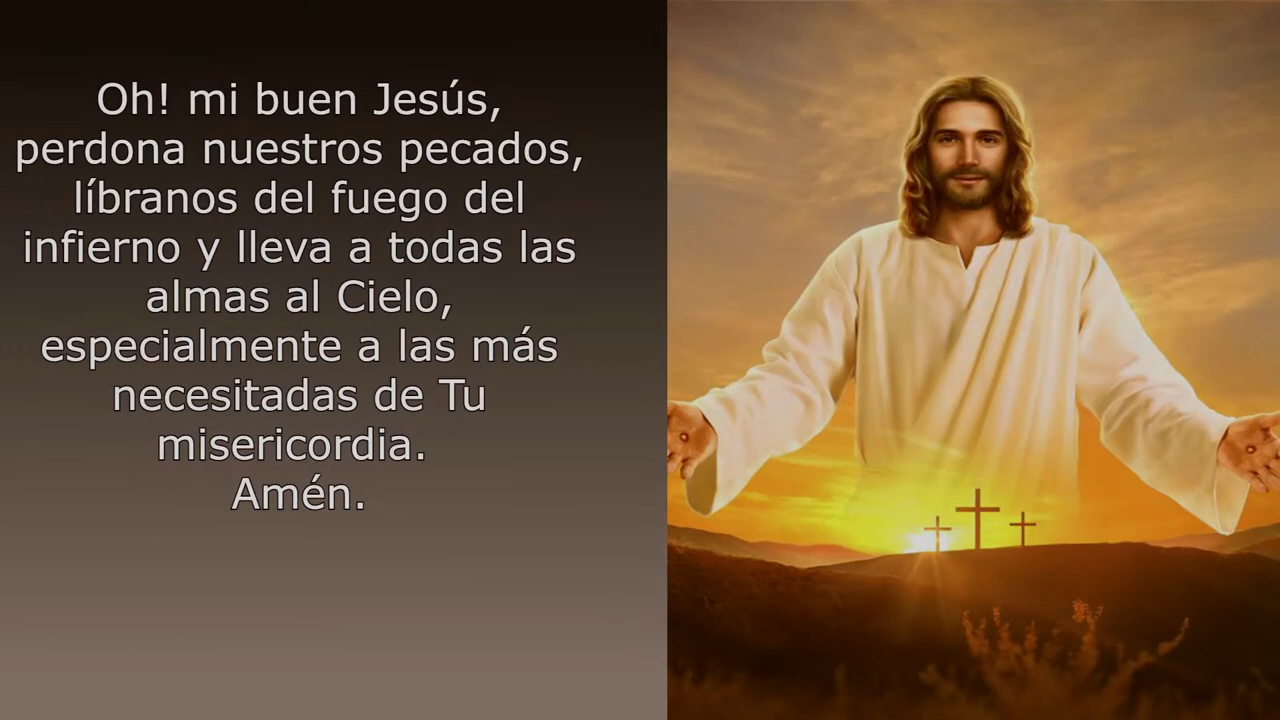 Oh! mi buen Jesús,
perdona nuestros pecados,
líbranos del fuego del
infierno y lleva a todas las
almas al Cielo,
especialmente a las más
necesitadas de Tu
misericordia.
Amén.